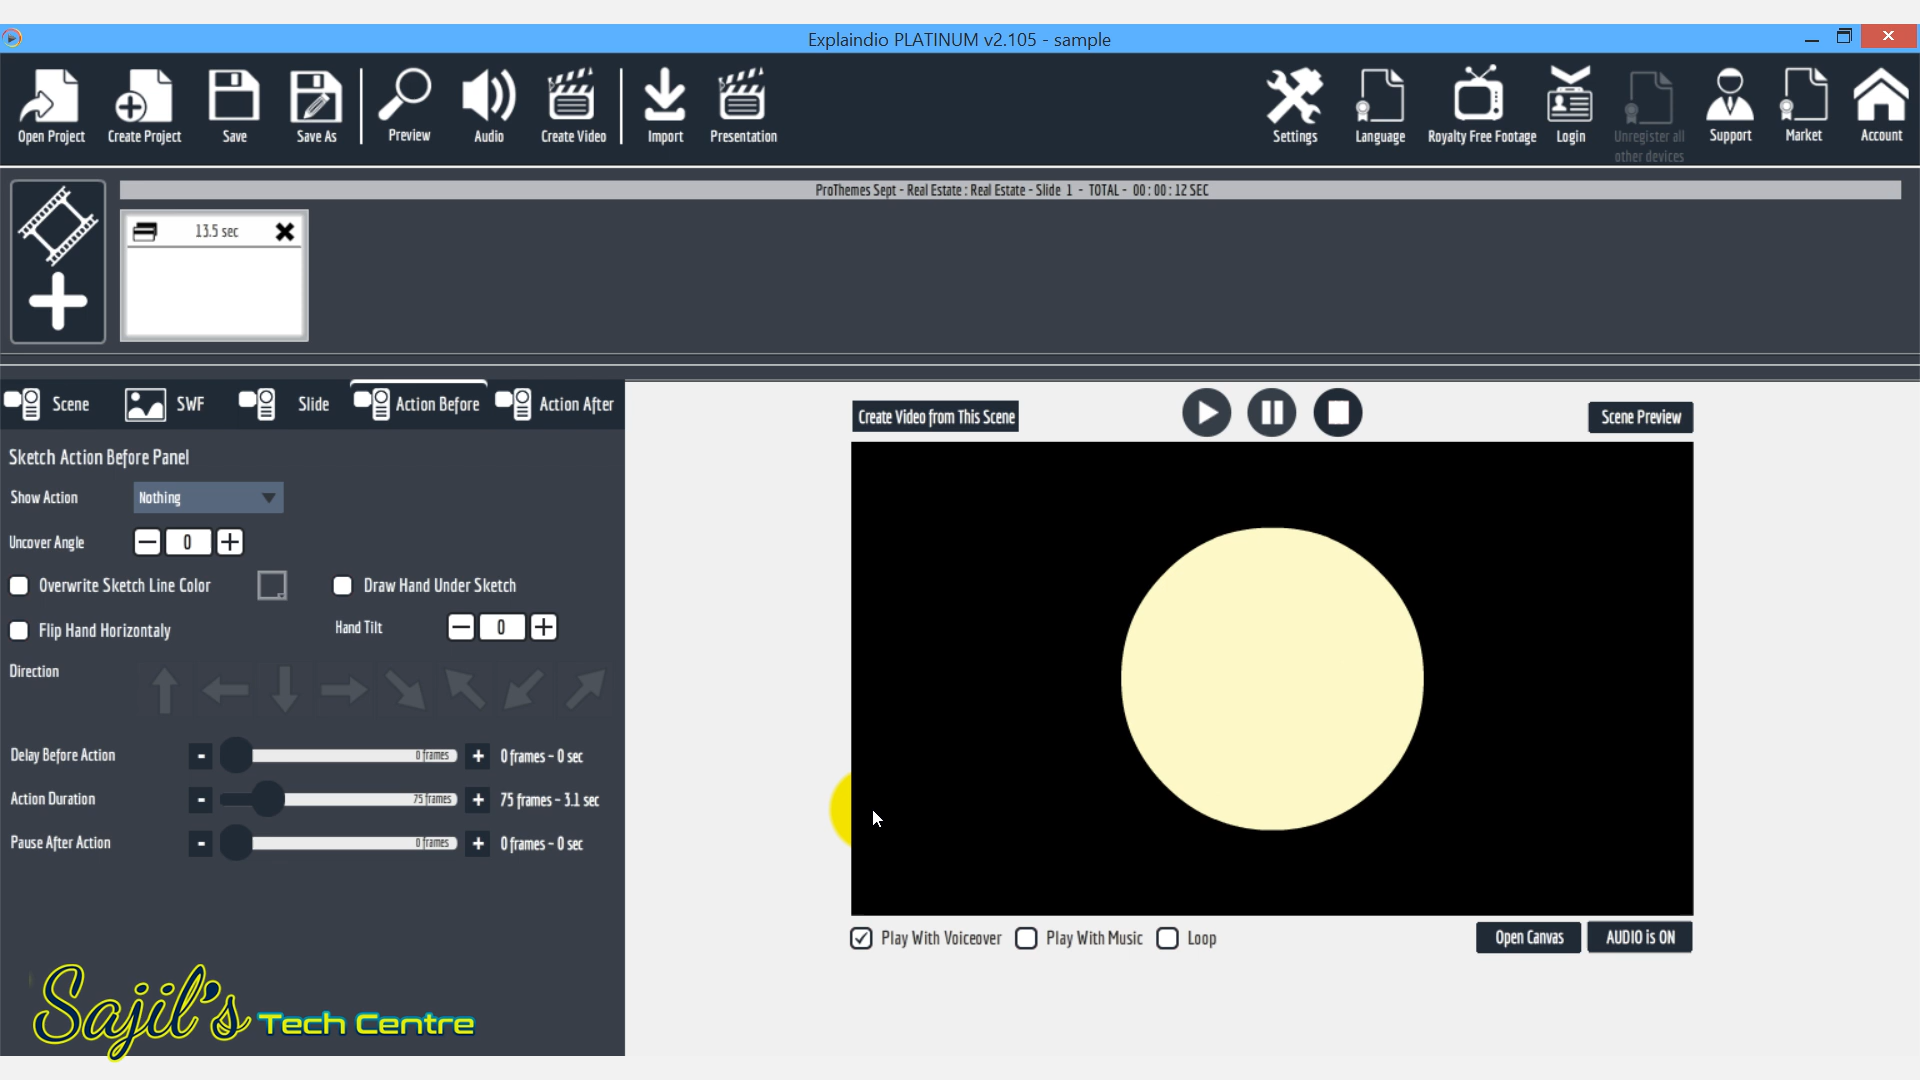 Explaindio PLATINUM v2.105 - sample
Open Project
Create Project
Save
Save As
Preview
Audio
Create Video
Import
Presentation
Settings
Language
Royalty Free Footage
Login
Unregister all
other devices
Support
Market
Account
ProThemes Sept - Real Estate : Real Estate - Slide 1 - TOTAL - 00 : 00 : 12 SEC
13.5 sec
Scene
SWF
Slide
Action Before
Action After
Create Video from This Scene
Scene Preview
Sketch Action Before Panel
Show Action
Nothing
Uncover Angle
0
Overwrite Sketch Line Color
Draw Hand Under Sketch
Flip Hand Horizontaly
Hand Tilt
0
Direction
Delay Before Action
- 0 frames + 0 frames - 0 sec
Action Duration
- 75 frames + 75 frames - 3.1 sec
Pause After Action
- 0 frames + 0 frames - 0 sec
Play With Voiceover
Play With Music
Loop
Open Canvas
AUDIO is ON
Sajil's Tech Centre